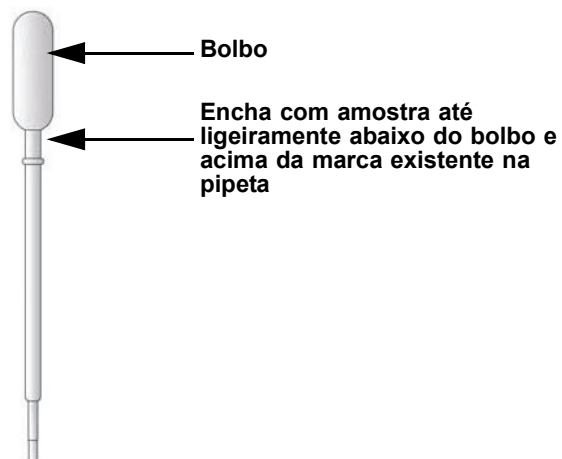 Bolbo
Encha com amostra até
ligeiramente abaixo do bolbo e
acima da marca existente na
pipeta